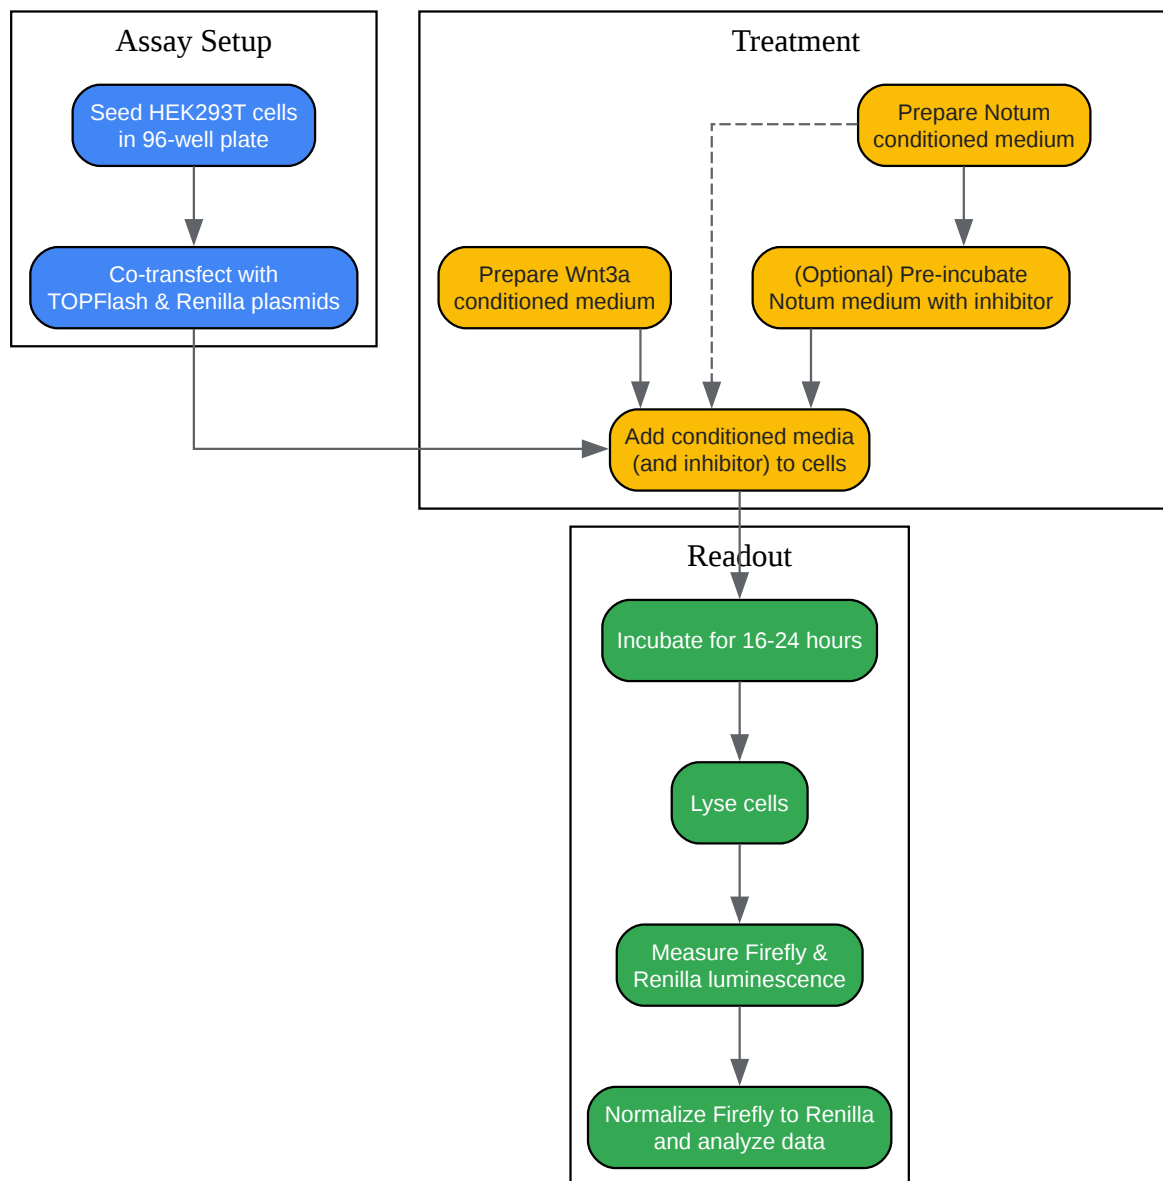 Assay Setup
Seed HEK293T cells
in 96-well plate
Co-transfect with
TOPFlash & Renilla plasmids
Treatment
Prepare Notum
conditioned medium
Prepare Wnt3a
conditioned medium
(Optional) Pre-incubate
Notum medium with inhibitor
Add conditioned media
(and inhibitor) to cells
Readout
Incubate for 16-24 hours
Lyse cells
Measure Firefly &
Renilla luminescence
Normalize Firefly to Renilla
and analyze data